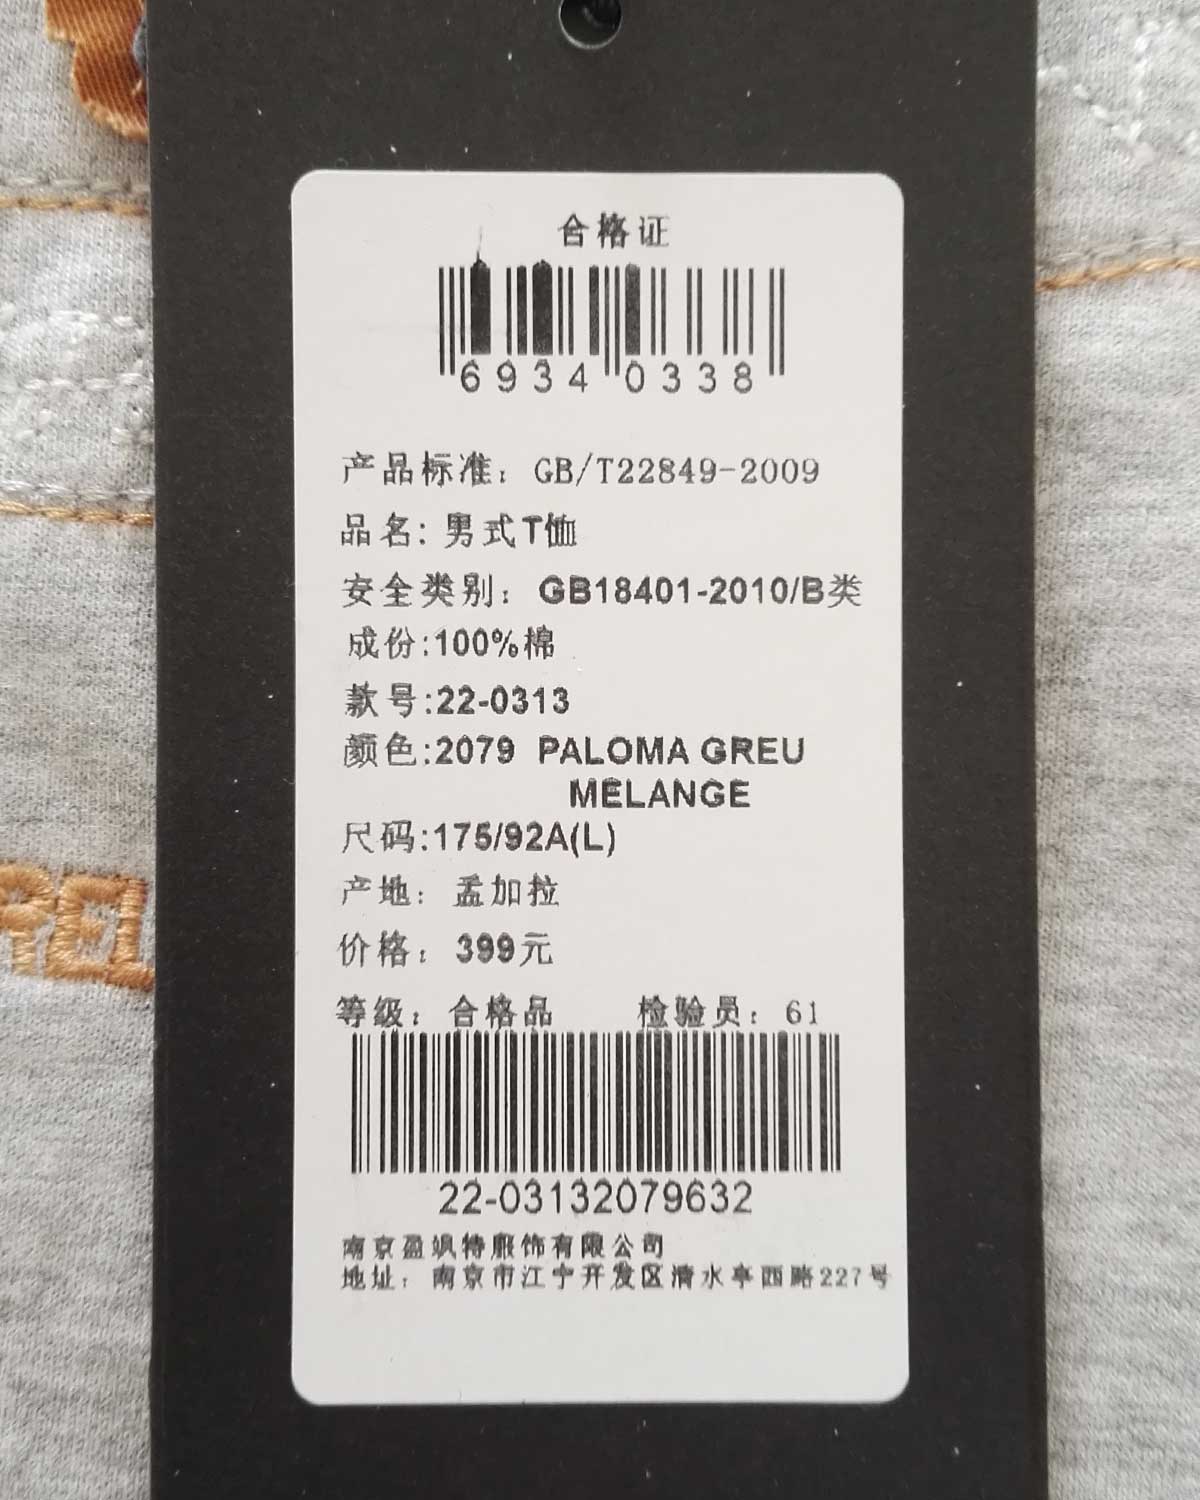 合格证
6934 0338
产品标准：GB/T22849-2009
品名：男式T恤
安全类别：GB18401-2010/B类
成份:100%棉
款号:22-0313
颜色:2079 PALOMA GREU
MELANGE
尺码:175/92A(L)
产地：孟加拉
价格：399元
等级：合格品 检验员：61
22-03132079632
南京盈飒特服饰有限公司
地址：南京市江宁开发区清水亭西路227号
REL